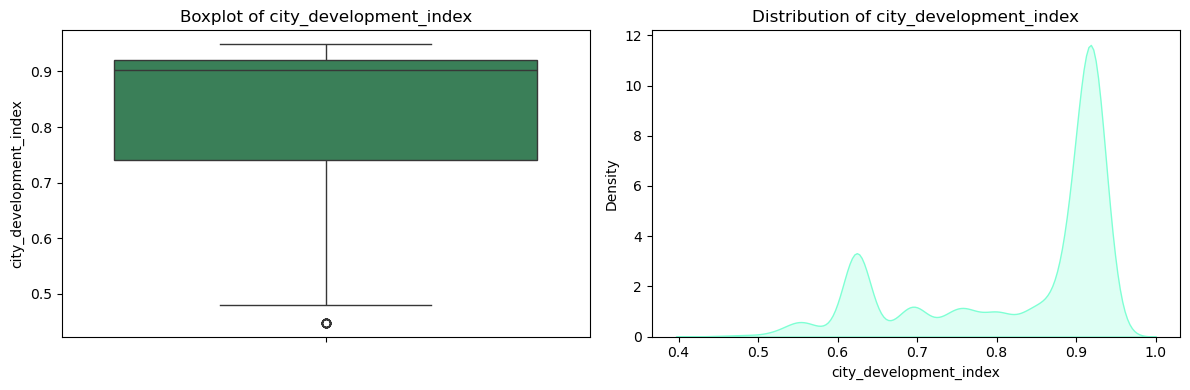 Boxplot of city_development_index
0.9
0.8
0.7
0.6
0.5
city_development_index
Distribution of city_development_index
12
10
8
6
4
2
0
Density
0.4 0.5 0.6 0.7 0.8 0.9 1.0
city_development_index